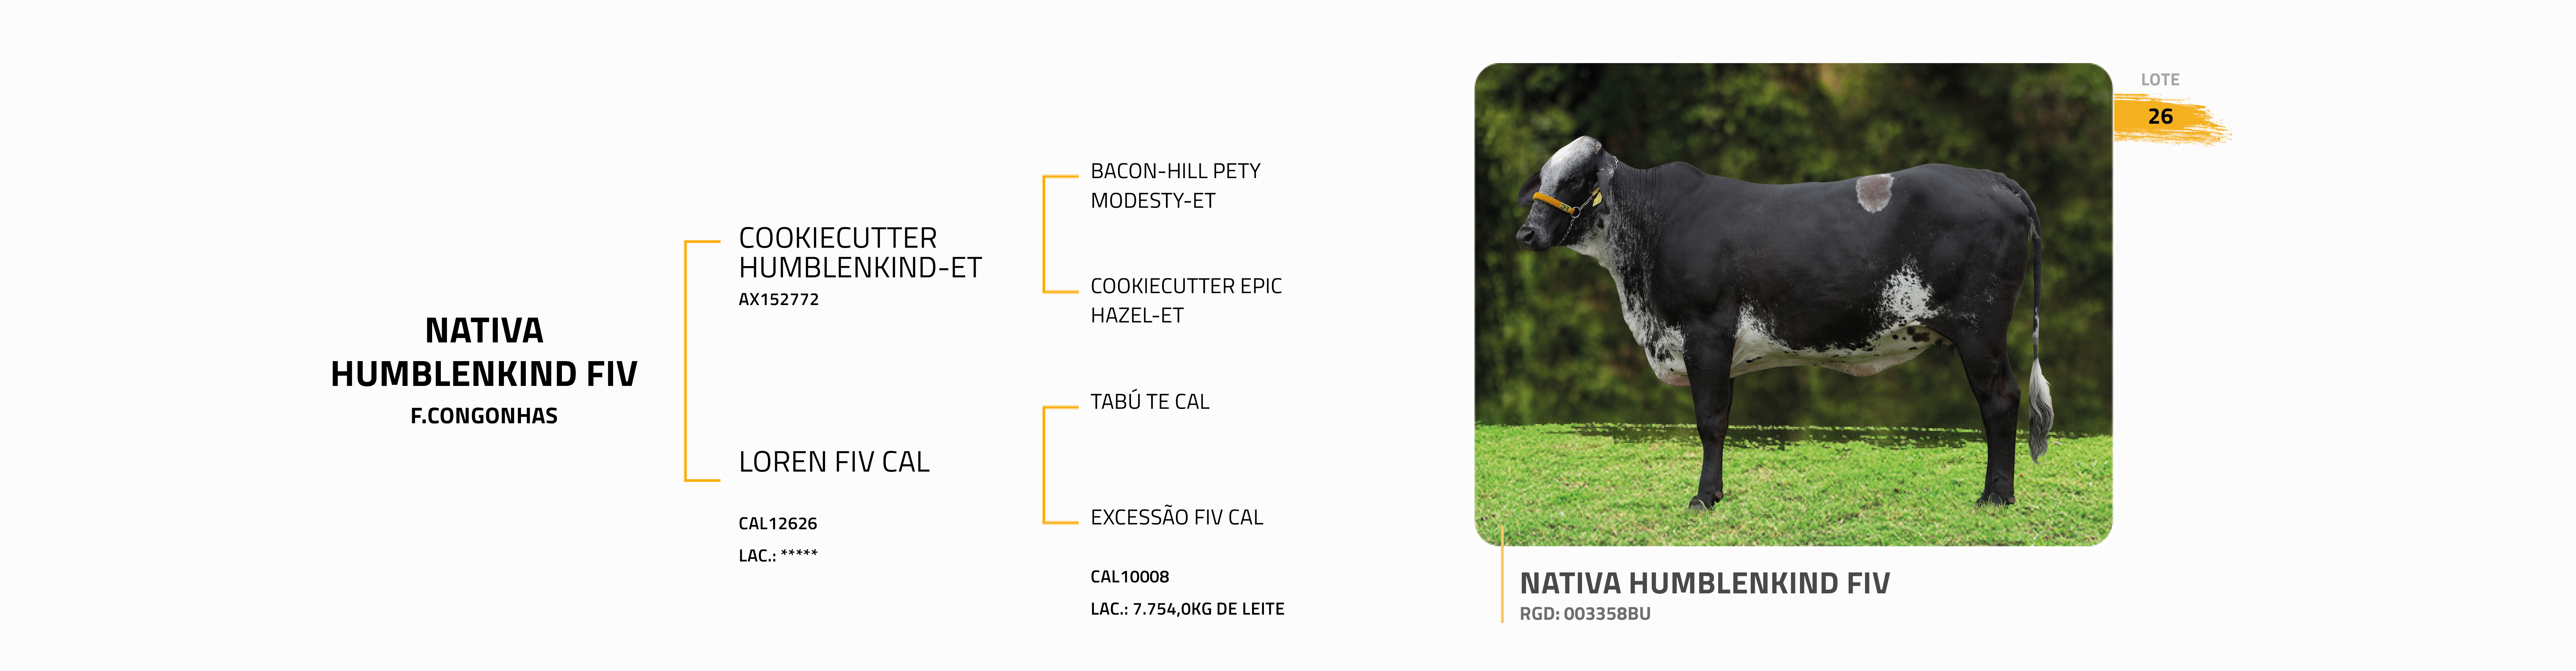 NATIVA
HUMBLENKIND FIV
F.CONGONHAS
COOKIECUTTER
HUMBLENKIND-ET
AX152772
LOREN FIV CAL
CAL12626
LAC.: *****
BACON-HILL PETY
MODESTY-ET
COOKIECUTTER EPIC
HAZEL-ET
TABÚ TE CAL
EXCESSÃO FIV CAL
CAL10008
LAC.: 7.754,0KG DE LEITE
LOTE
26
NATIVA HUMBLENKIND FIV
RGD: 003358BU